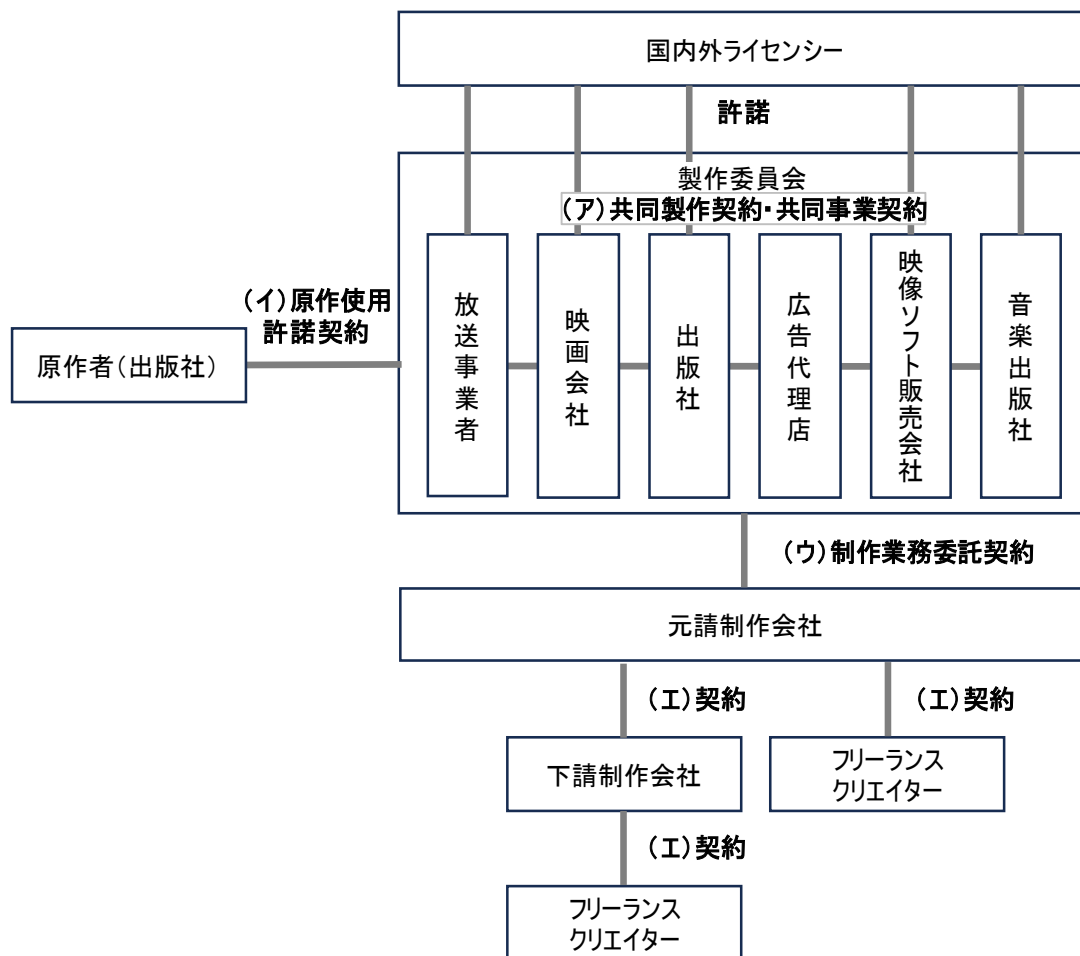 国内外ライセンシー
許諾
製作委員会
(ア)共同製作契約・共同事業契約
(イ)原作使用
許諾契約
原作者(出版社)
放送事業者
映画会社
出版社
広告代理店
映像ソフト販売会社
音楽出版社
(ウ)制作業務委託契約
元請制作会社
(エ)契約
(エ)契約
下請制作会社
フリーランス
クリエイター
(エ)契約
フリーランス
クリエイター